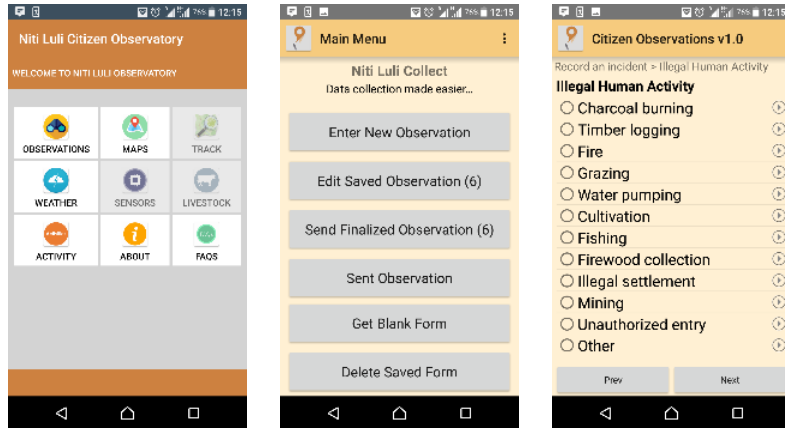 76% 12:15
Niti Luli Citizen Observatory
WELCOME TO NITI LULI OBSERVATORY
OBSERVATIONS MAPS TRACK
WEATHER SENSORS LIVESTOCK
ACTIVITY ABOUT FAQS
76% 12:15
Main Menu
Niti Luli Collect
Data collection made easier...
Enter New Observation
Edit Saved Observation (6)
Send Finalized Observation (6)
Sent Observation
Get Blank Form
Delete Saved Form
76% 12:15
Citizen Observations v1.0
Record an incident > Illegal Human Activity
Illegal Human Activity
Charcoal burning
Timber logging
Fire
Grazing
Water pumping
Cultivation
Fishing
Firewood collection
Illegal settlement
Mining
Unauthorized entry
Other
Prev Next